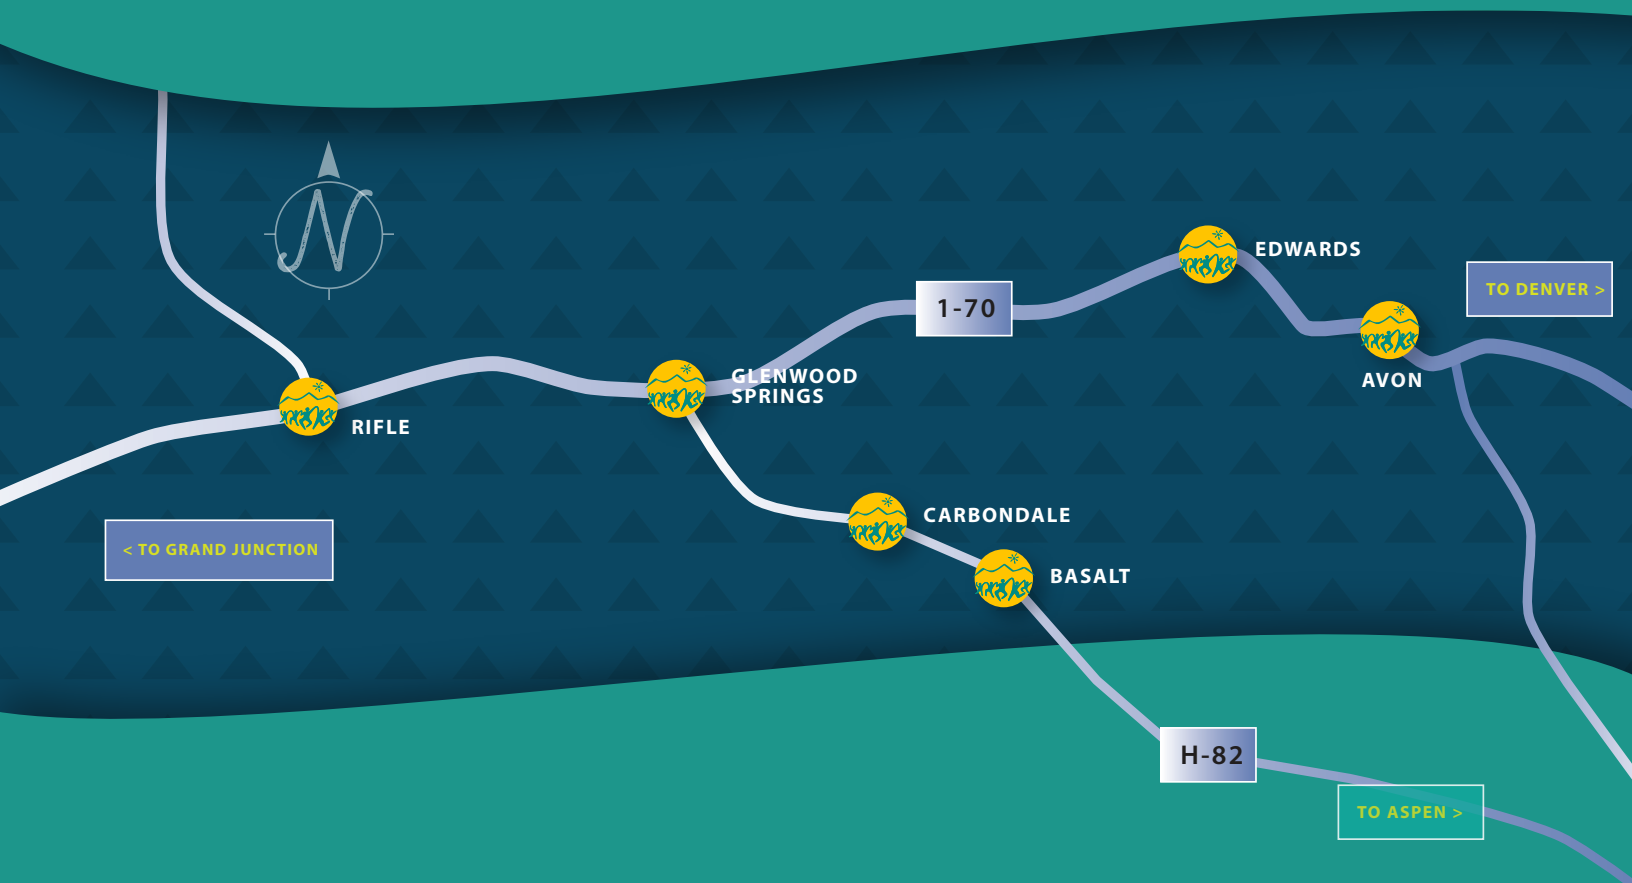 N
EDWARDS
TO DENVER >
1-70
GLENWOOD
SPRINGS
AVON
RIFLE
CARBONDALE
< TO GRAND JUNCTION
BASALT
H-82
TO ASPEN >